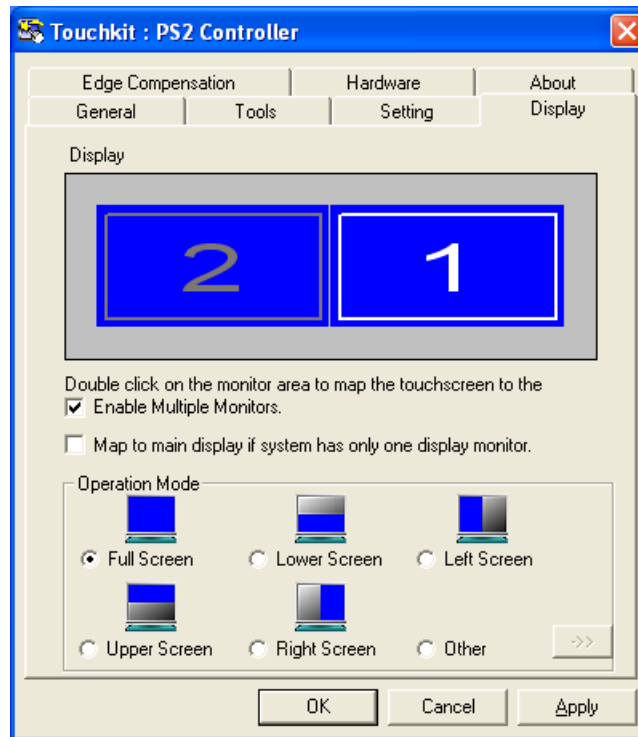 Touchkit : PS2 Controller
Edge Compensation Hardware About
General Tools Setting Display
Display
2 1
Double click on the monitor area to map the touchscreen to the
Enable Multiple Monitors.
Map to main display if system has only one display monitor.
Operation Mode
Full Screen Lower Screen Left Screen
Upper Screen Right Screen Other ->>
OK Cancel Apply